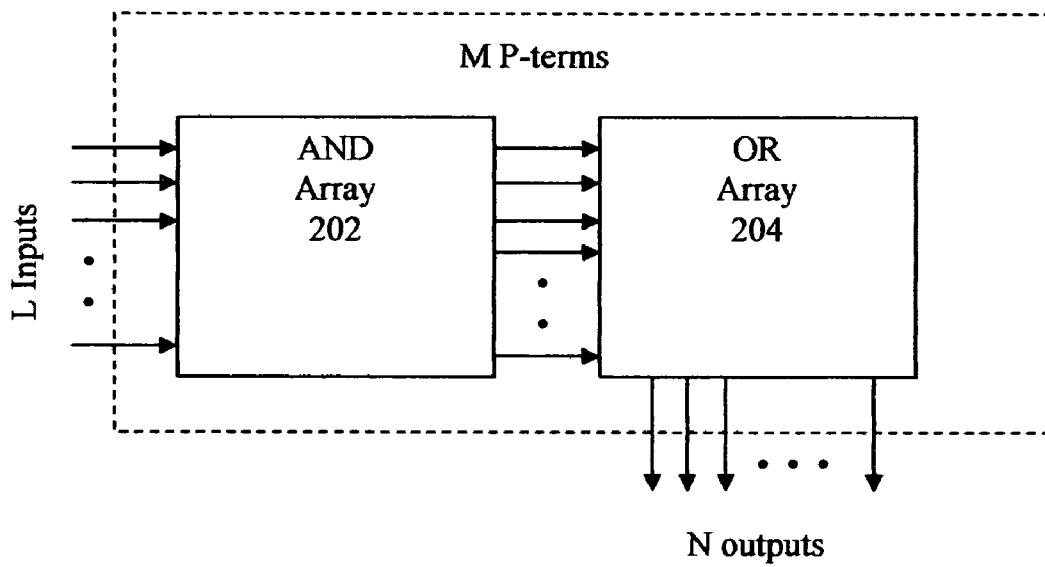 M P-terms
AND
Array
202
OR
Array
204
L Inputs
N outputs